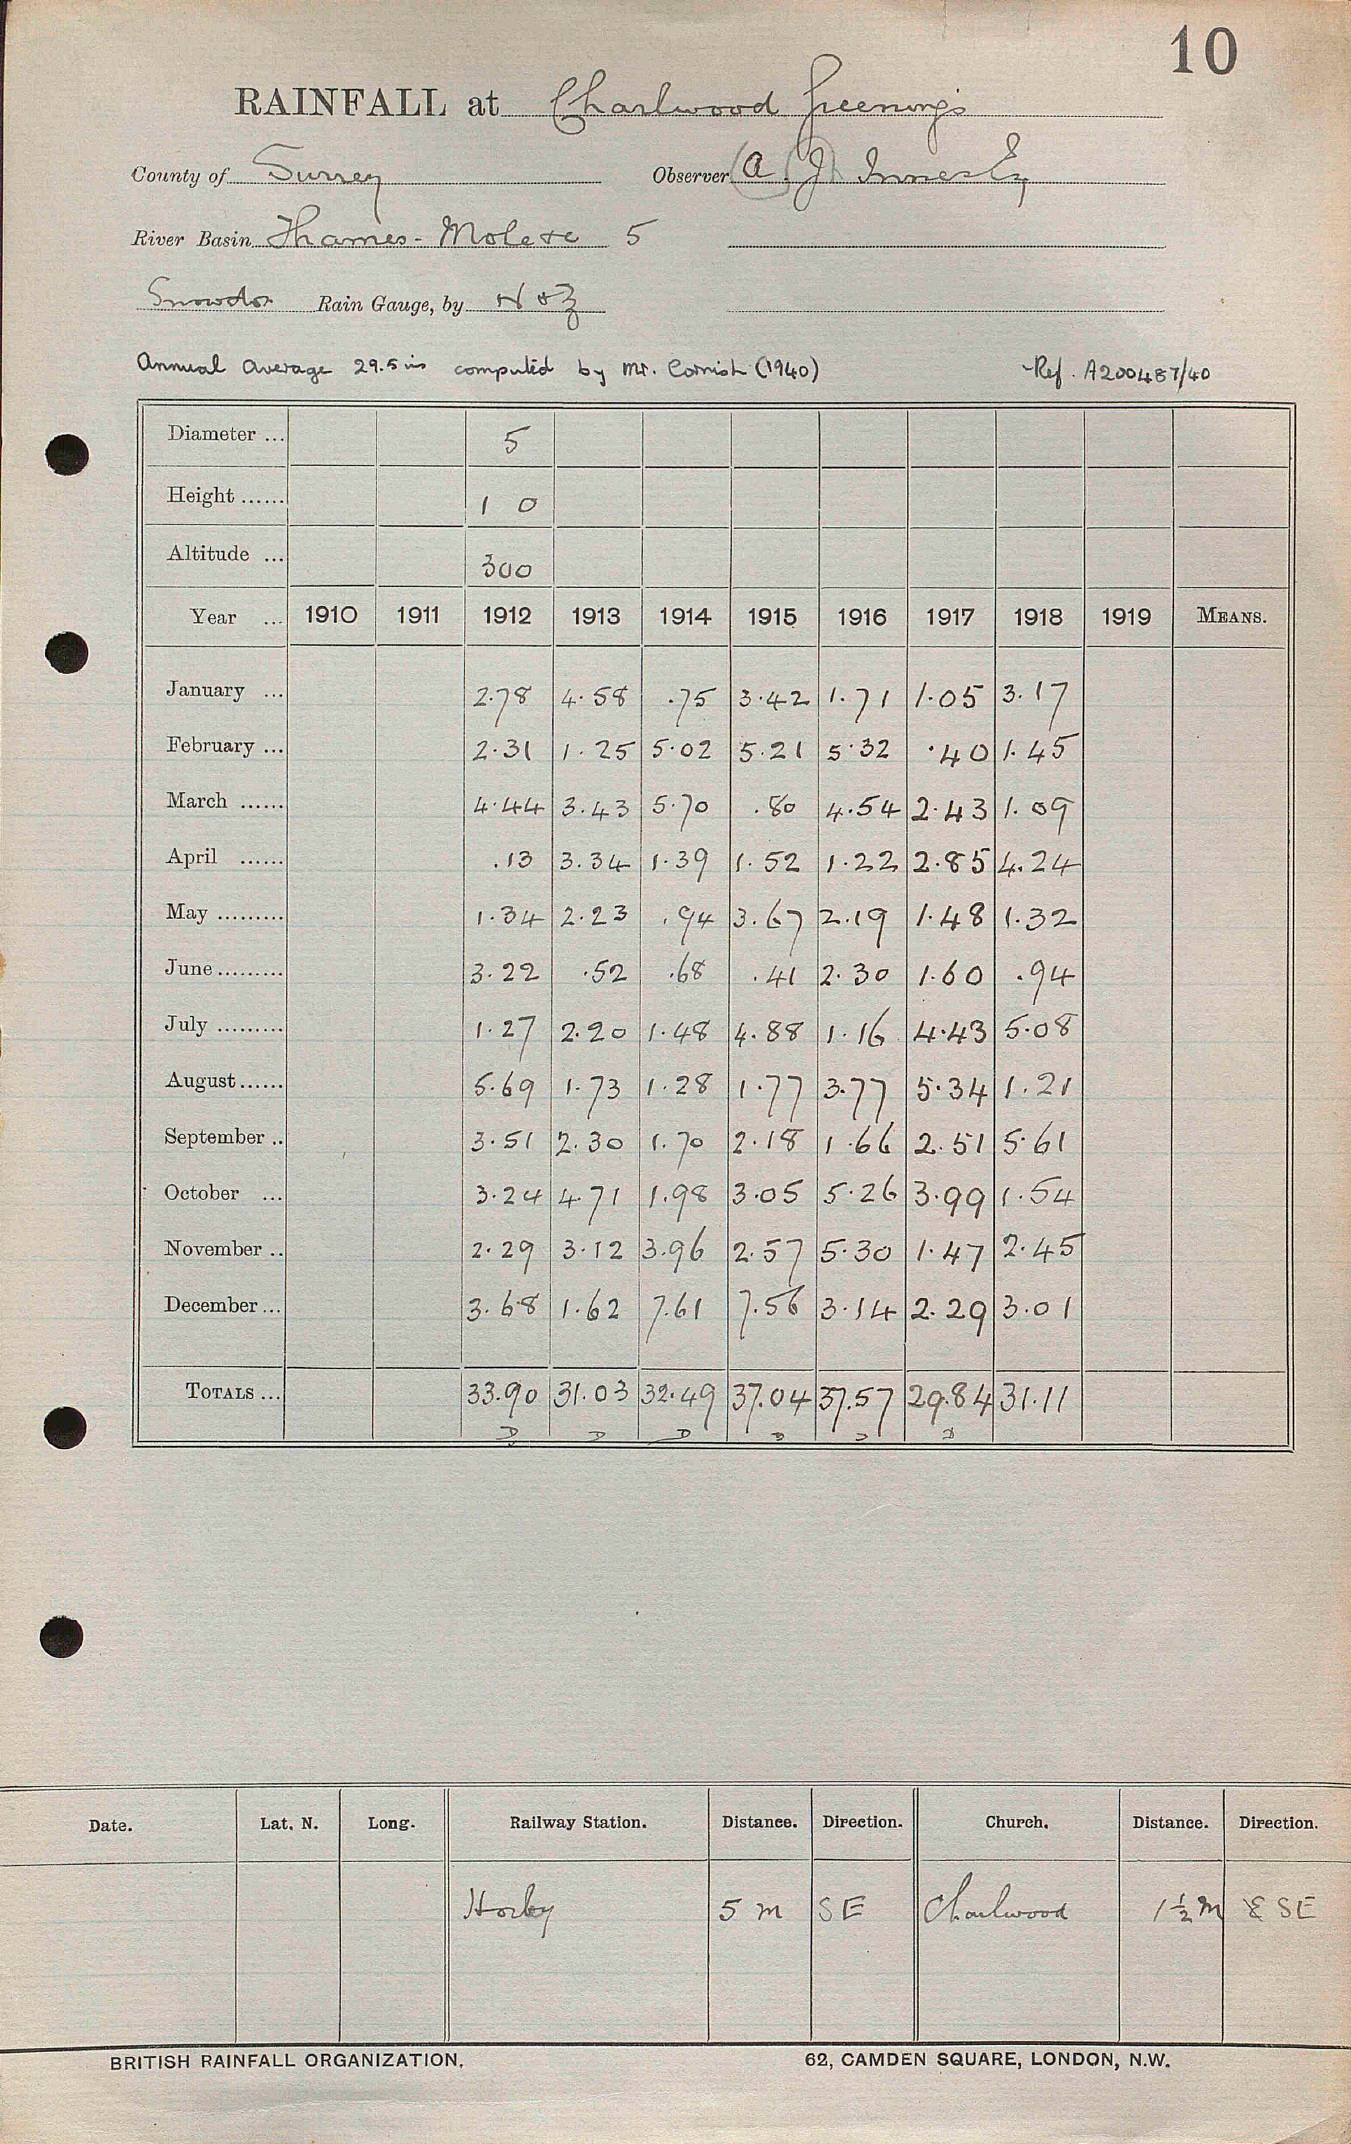 10
RAINFALL at Charlwood Greenings
County of Surrey Observer (A.) J. Innes Esq
River Basin Thames - Mole &c 5
Snowdon Rain Gauge, by N & Z
Annual Average 29.5 ins computed by Mr. Cornish (1940) Ref. A200487/40
Diameter ... 5
Height ...... 1 0
Altitude ... 300
Year ... 1910 1911 1912 1913 1914 1915 1916 1917 1918 1919 MEANS.
January ... 2.78 4.58 .75 3.42 1.71 1.05 3.17
February ... 2.31 1.25 5.02 5.21 5.32 .40 1.45
March ...... 4.44 3.43 5.70 .80 4.54 2.43 1.09
April ...... .13 3.34 1.39 1.52 1.22 2.85 4.24
May ......... 1.34 2.23 .94 3.67 2.19 1.48 1.32
June ......... 3.22 .52 .68 .41 2.30 1.60 .94
July ......... 1.27 2.20 1.48 4.88 1.16 4.43 5.08
August ...... 5.69 1.73 1.28 1.77 3.77 5.34 1.21
September .. 3.51 2.30 1.70 2.18 1.66 2.51 5.61
October ... 3.24 4.71 1.98 3.05 5.26 3.99 1.54
November .. 2.29 3.12 3.96 2.57 5.30 1.47 2.45
December ... 3.68 1.62 7.61 7.56 3.14 2.29 3.01
TOTALS ... 33.90 31.03 32.49 37.04 37.57 29.84 31.11
D D D D D D
Date. Lat. N. Long. Railway Station. Distance. Direction. Church. Distance. Direction.
Horley 5 m SE Charlwood 1½ m ESE
BRITISH RAINFALL ORGANIZATION. 62, CAMDEN SQUARE, LONDON, N.W.